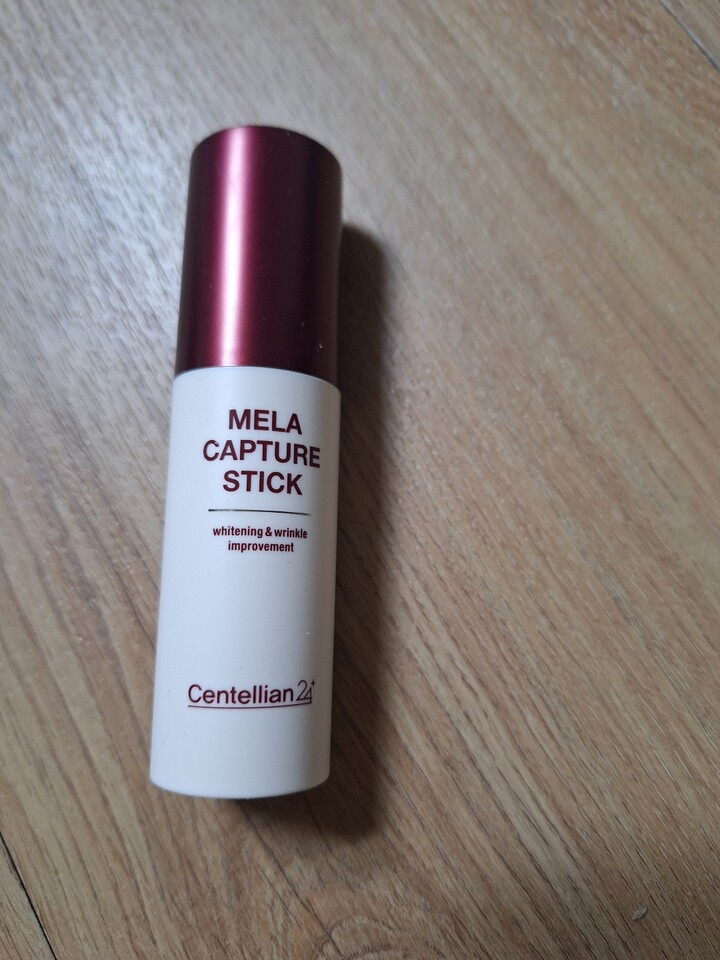 MELA
CAPTURE
STICK
whitening & wrinkle
improvement
Centellian24+